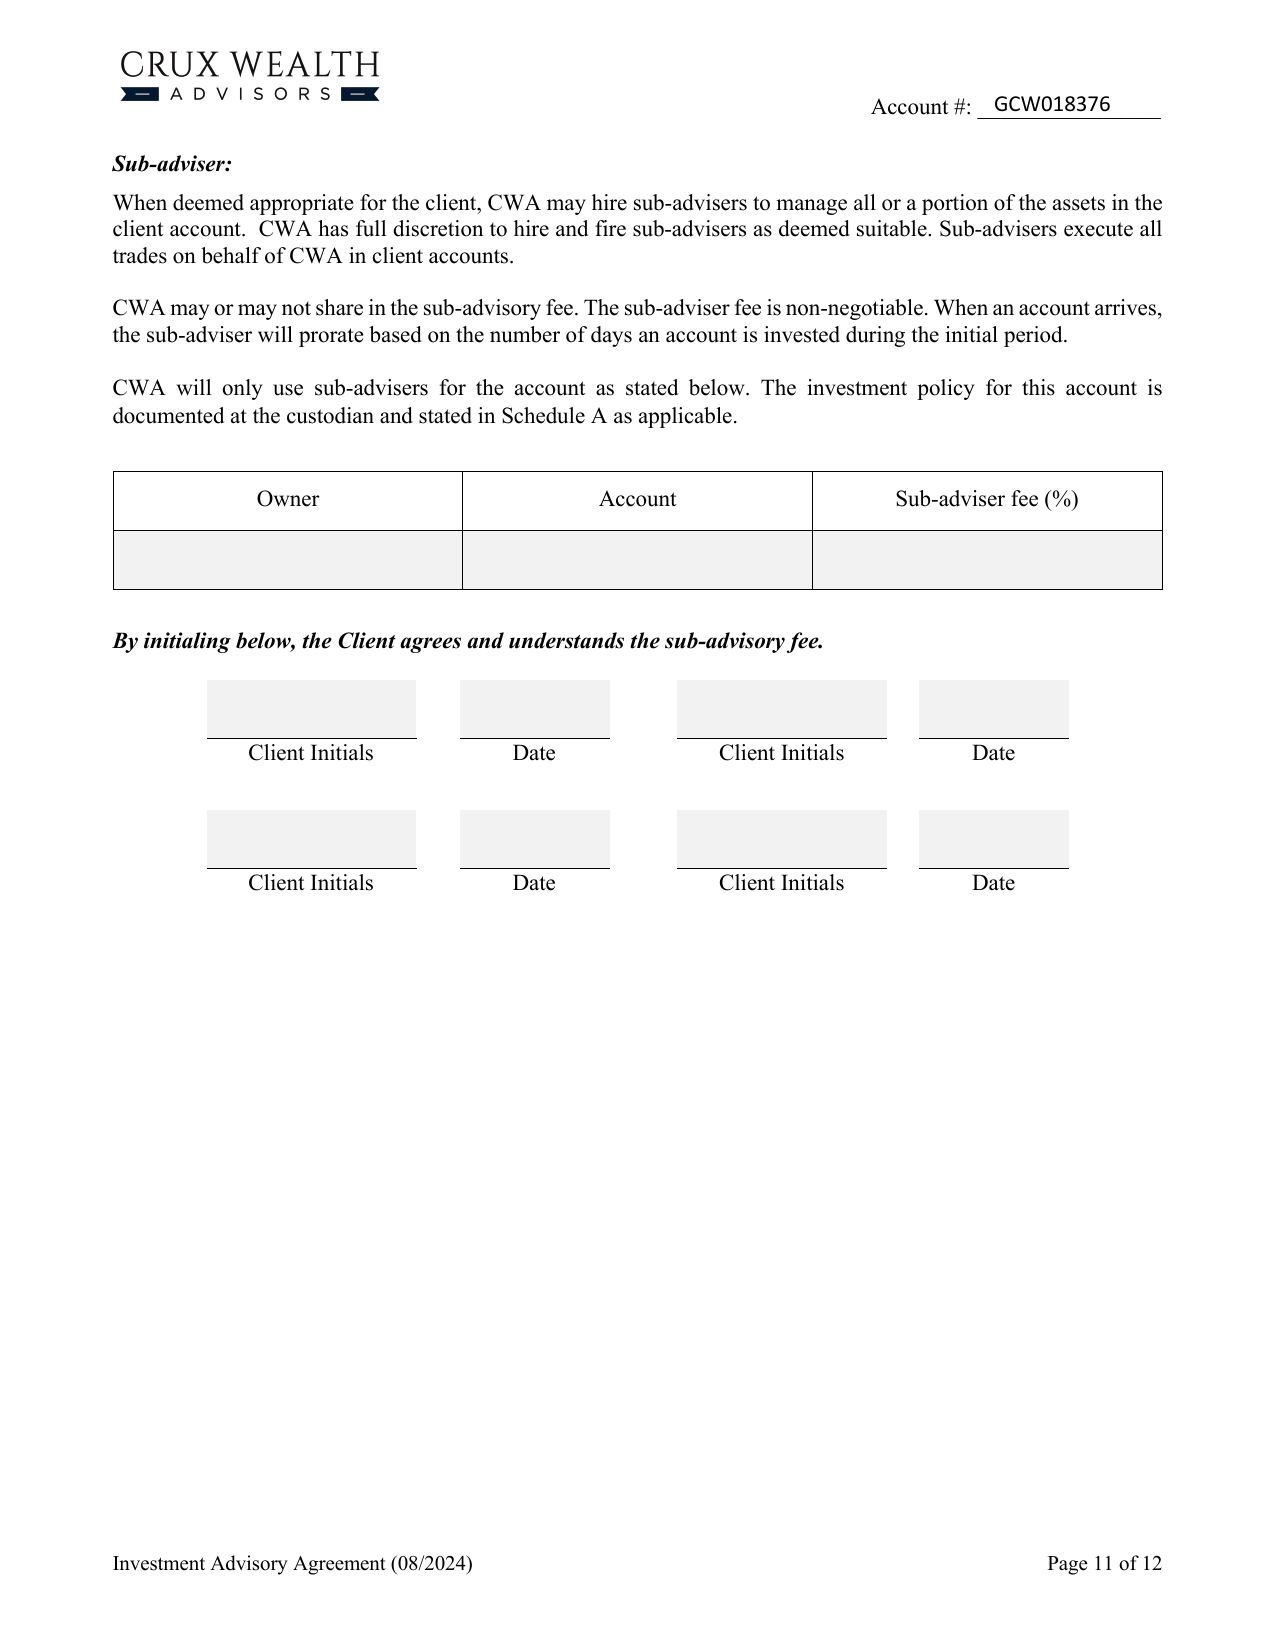 CRUX WEALTH
ADVISORS
Account #: GCW018376
Sub-adviser:
When deemed appropriate for the client, CWA may hire sub-advisers to manage all or a portion of the assets in the
client account.  CWA has full discretion to hire and fire sub-advisers as deemed suitable. Sub-advisers execute all
trades on behalf of CWA in client accounts.
CWA may or may not share in the sub-advisory fee. The sub-adviser fee is non-negotiable. When an account arrives,
the sub-adviser will prorate based on the number of days an account is invested during the initial period.
CWA will only use sub-advisers for the account as stated below. The investment policy for this account is
documented at the custodian and stated in Schedule A as applicable.
Owner Account Sub-adviser fee (%)
By initialing below, the Client agrees and understands the sub-advisory fee.
Client Initials Date Client Initials Date
Client Initials Date Client Initials Date
Investment Advisory Agreement (08/2024) Page 11 of 12